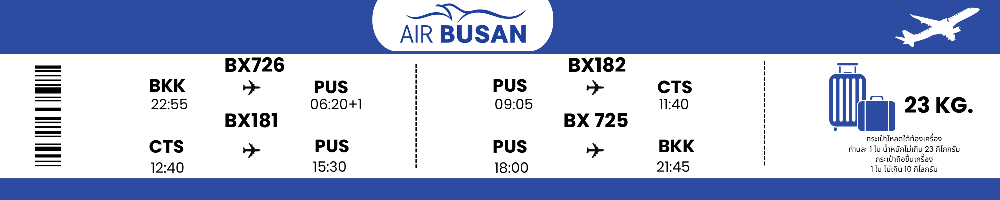 AIR BUSAN
BX726
BKK
PUS
22:55
06:20+1
BX181
CTS
PUS
12:40
15:30
BX182
PUS
CTS
09:05
11:40
BX 725
PUS
BKK
18:00
21:45
23 KG.
กระเป๋าโหลดใต้ท้องเครื่อง
ท่านละ 1 ใบ น้ำหนักไม่เกิน 23 กิโกกรัม
กระเป๋าถือขึ้นเครื่อง
1 ใบ ไม่เกิน 10 กิโลกรัม